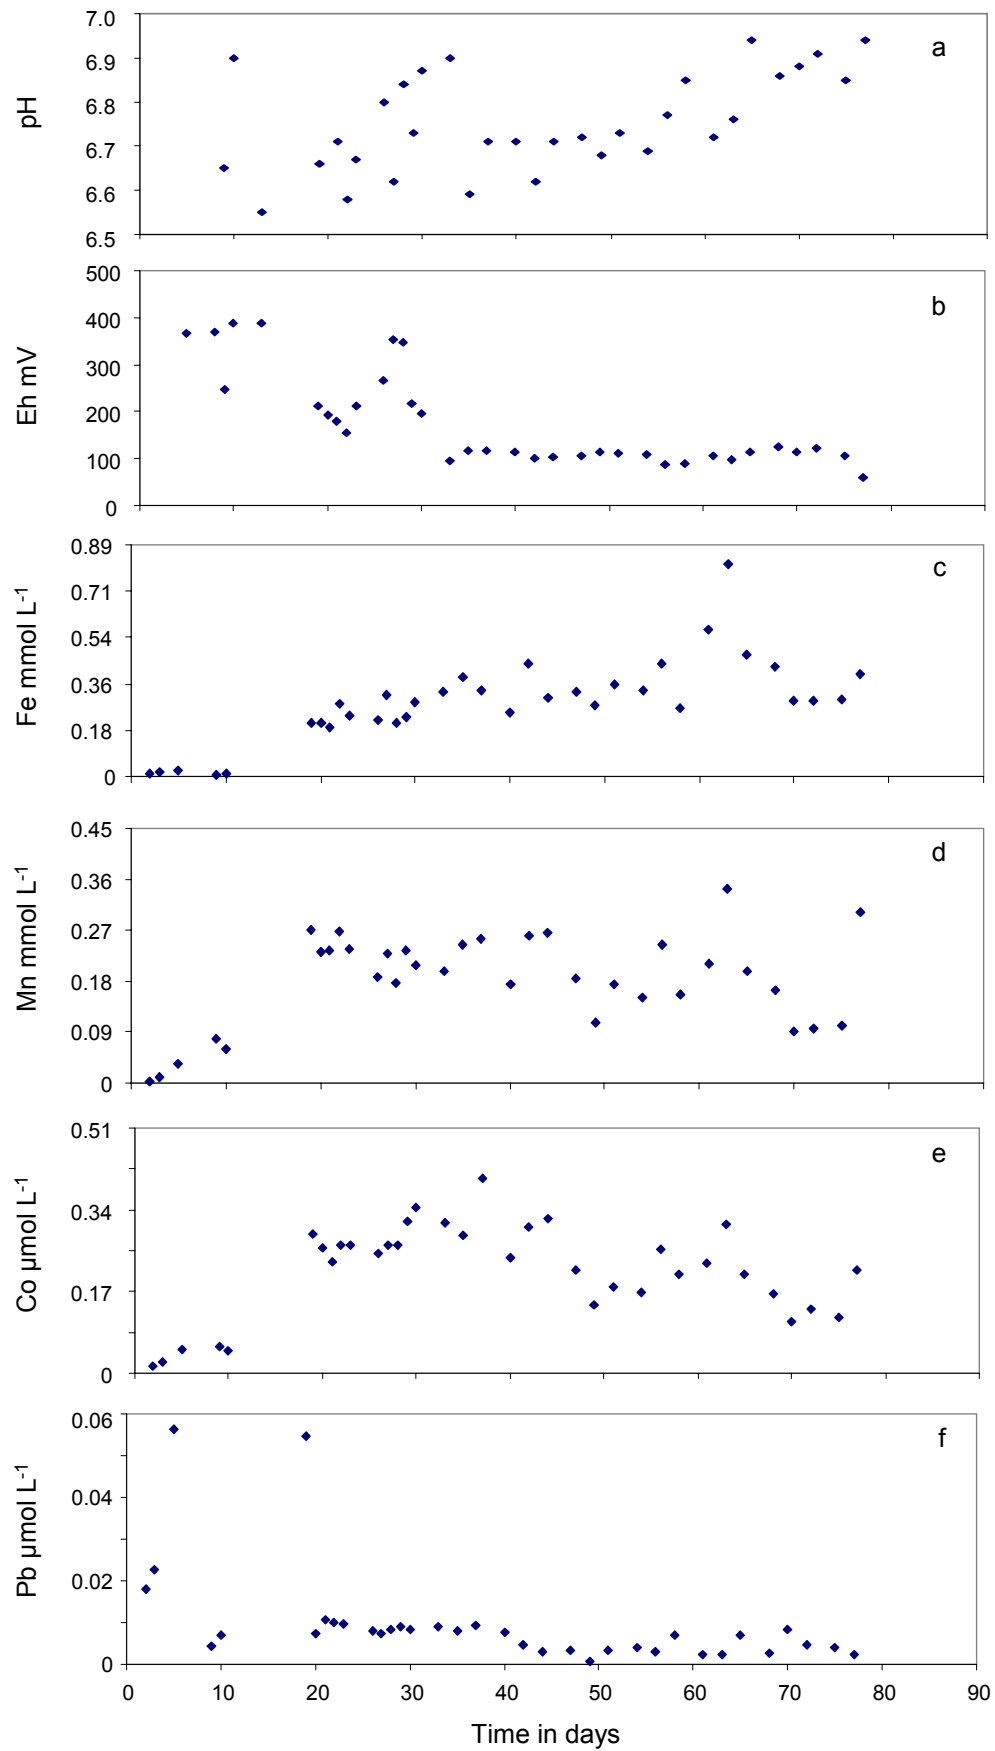 7.0
a
6.9
6.8
pH
6.7
6.6
6.5
500
b
400
300
Eh mV
200
100
0
0.89
c
0.71
0.54
Fe mmol L⁻¹
0.36
0.18
0
0.45
d
0.36
0.27
Mn mmol L⁻¹
0.18
0.09
0
0.51
e
0.34
Co µmol L⁻¹
0.17
0
0.06
f
0.04
Pb µmol L⁻¹
0.02
0
0 10 20 30 40 50 60 70 80 90
Time in days